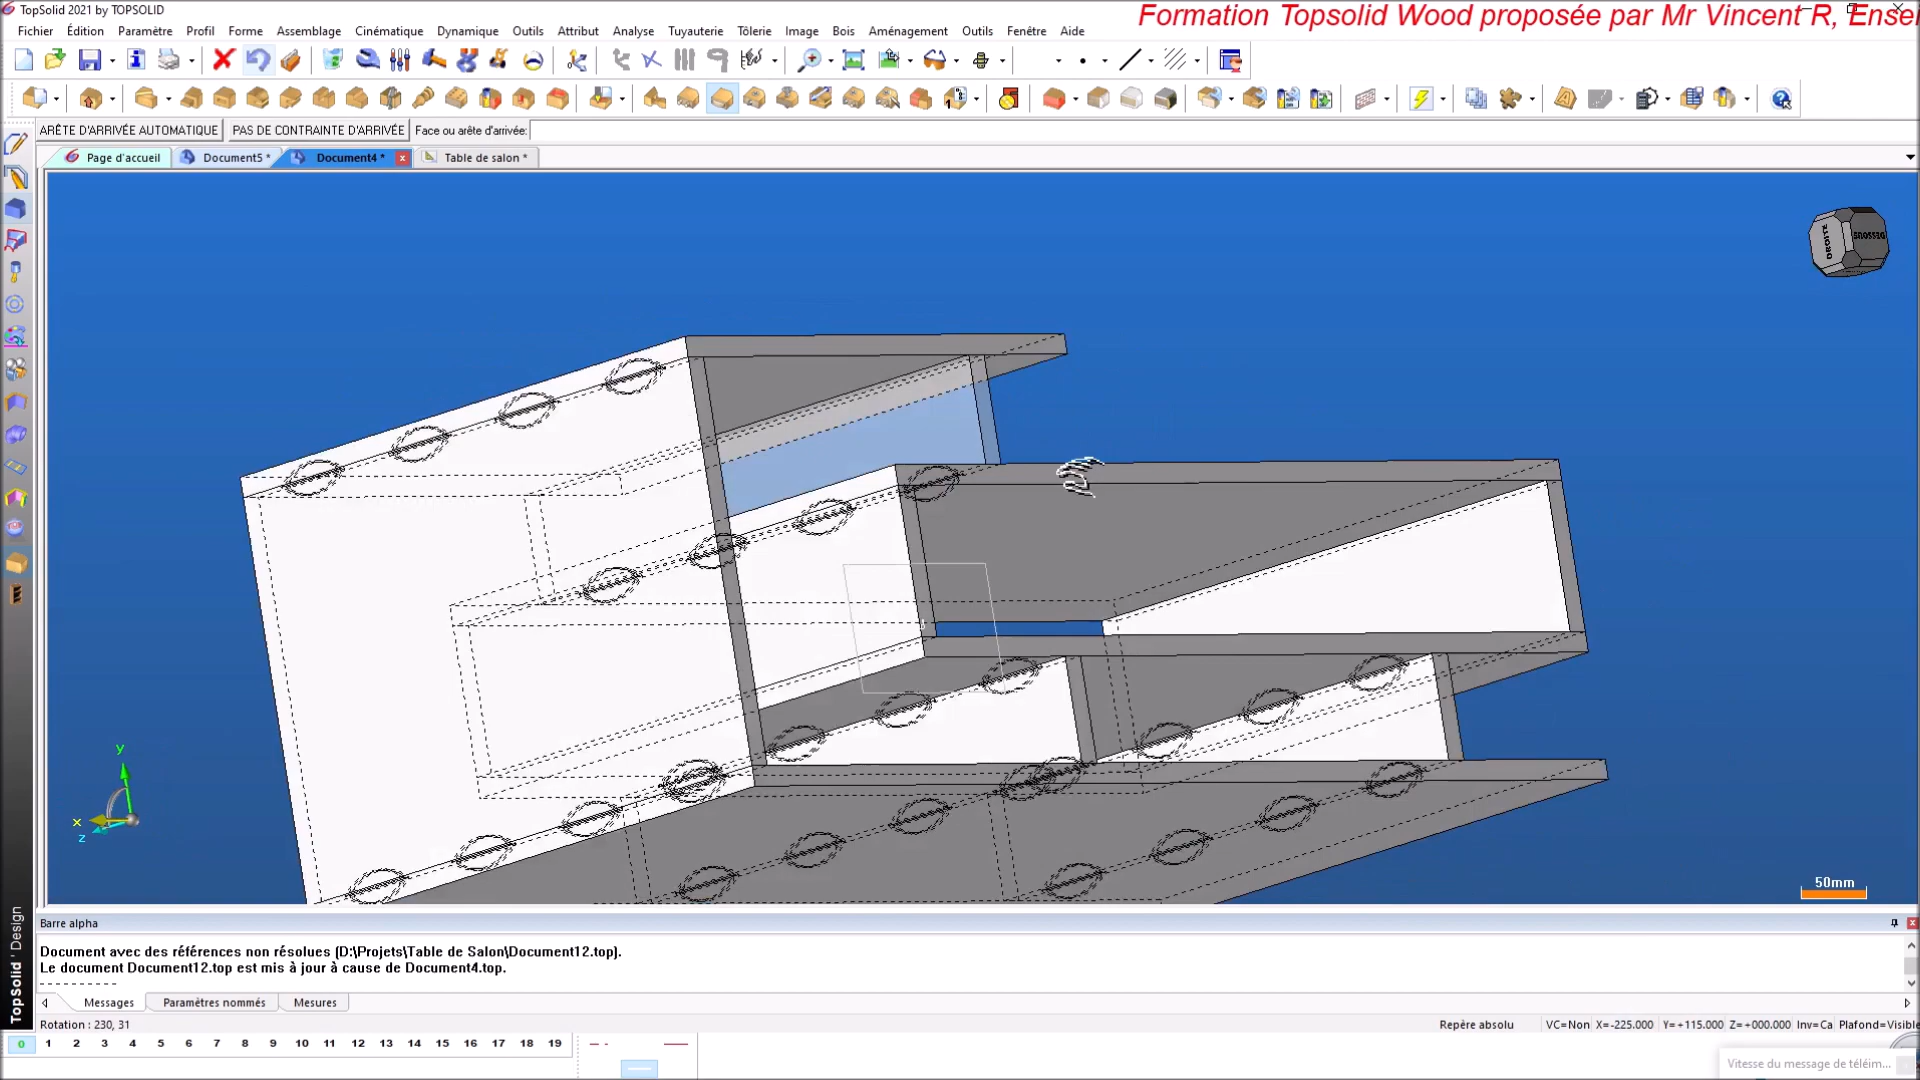 TopSolid 2021 by TOPSOLID
Formation Topsolid Wood proposée par Mr Vincent R, Ensei
Fichier Édition Paramètre Profil Forme Assemblage Cinématique Dynamique Outils Attribut Analyse Tuyauterie Tôlerie Image Bois Aménagement Outils Fenêtre Aide
ARÊTE D'ARRIVÉE AUTOMATIQUE PAS DE CONTRAINTE D'ARRIVÉE Face ou arête d'arrivée:
Page d'accueil Document5 * Document4 * Table de salon *
DROITE DESSOUS
y
x
z
50mm
TopSolid'Design
Barre alpha
Document avec des références non résolues (D:\Projets\Table de Salon\Document12.top).
Le document Document12.top est mis à jour à cause de Document4.top.
-----------
Messages Paramètres nommés Mesures
Rotation : 230, 31 Repère absolu VC=Non X=-225.000 Y=+115.000 Z=+000.000 Inv=Ca Plafond=Visible
0 1 2 3 4 5 6 7 8 9 10 11 12 13 14 15 16 17 18 19
Vitesse du message de téléim...